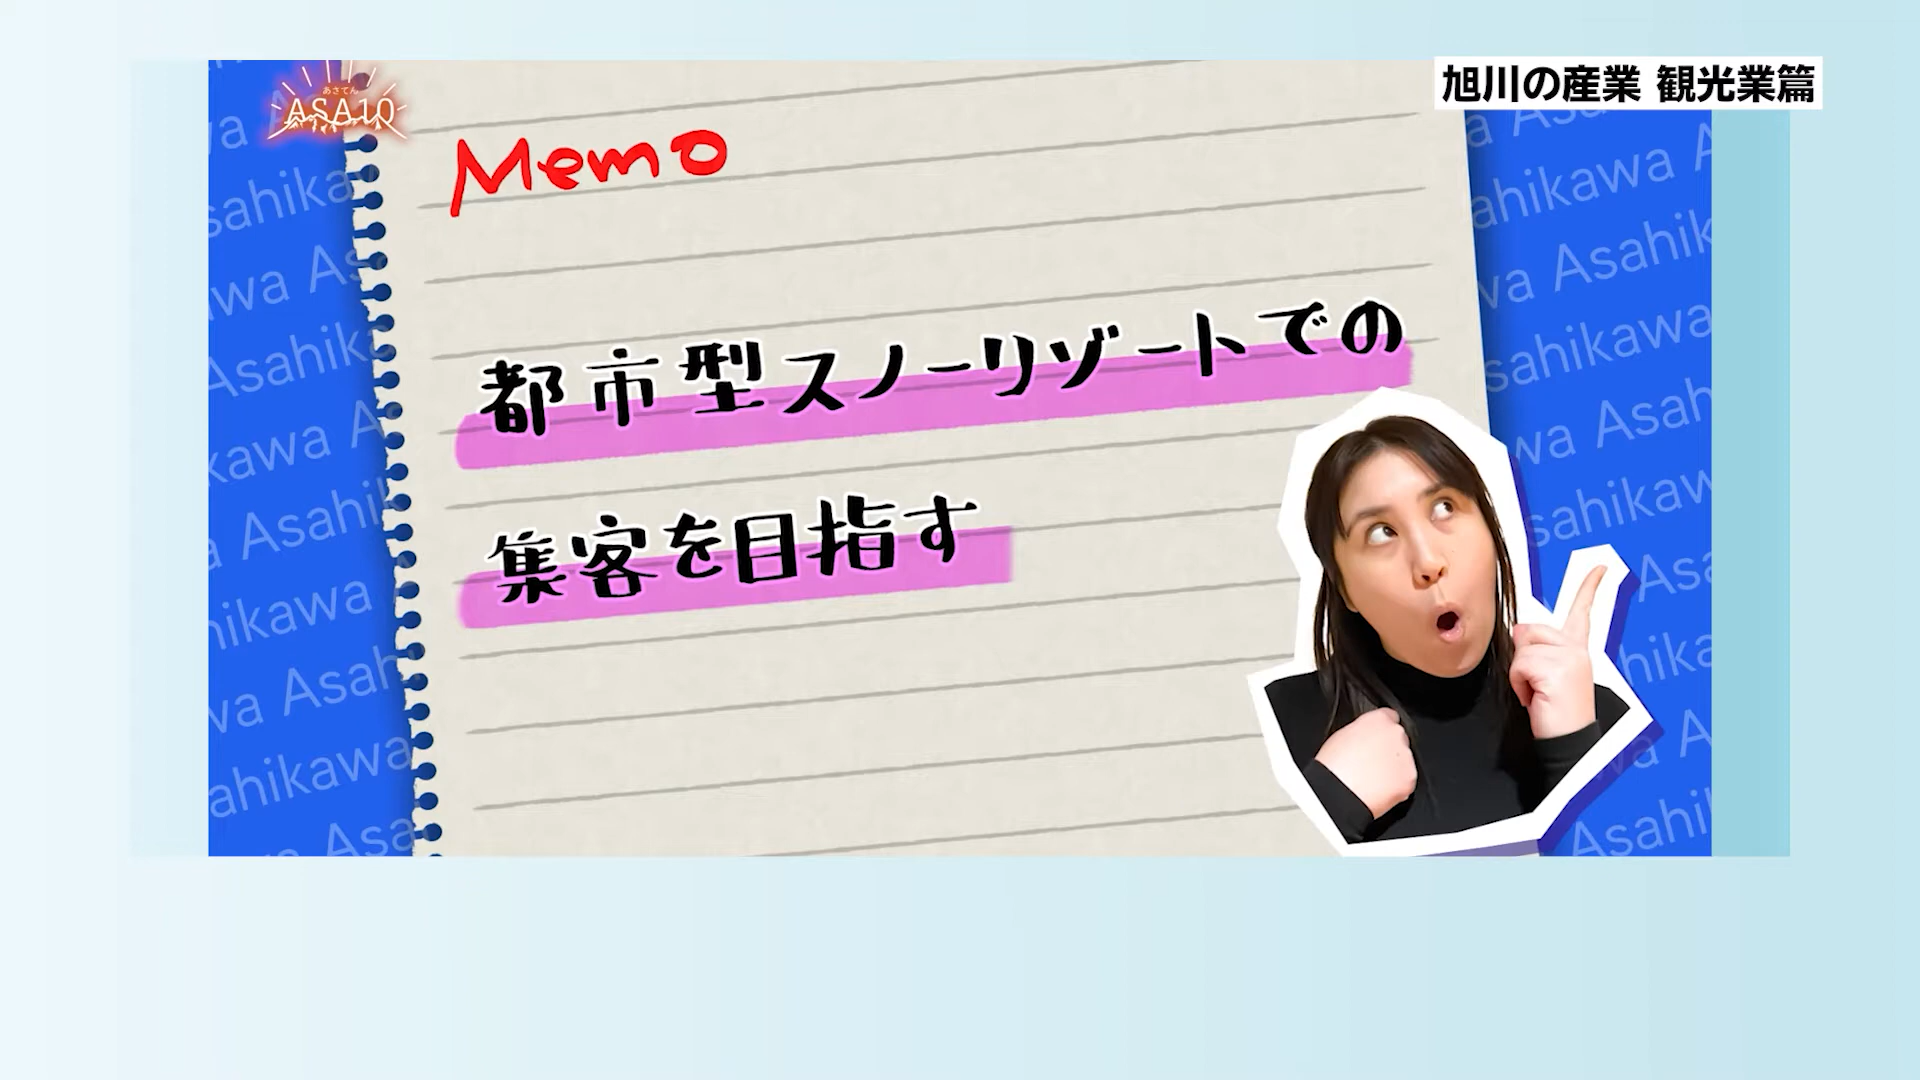 あさてん
ASA10
旭川の産業 観光業篇
Memo
都市型スノーリゾートでの
集客を目指す
Asahikawa